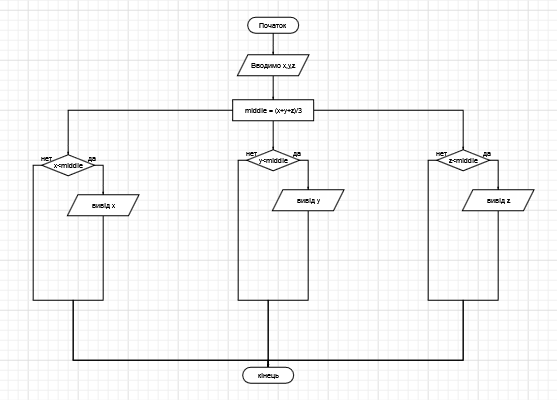 Початок
Вводимо x,y,z
middle = (x+y+z)/3
нет
да
x<middle
нет
да
y<middle
нет
да
z<middle
вивід x
вивід y
вивід z
кінець